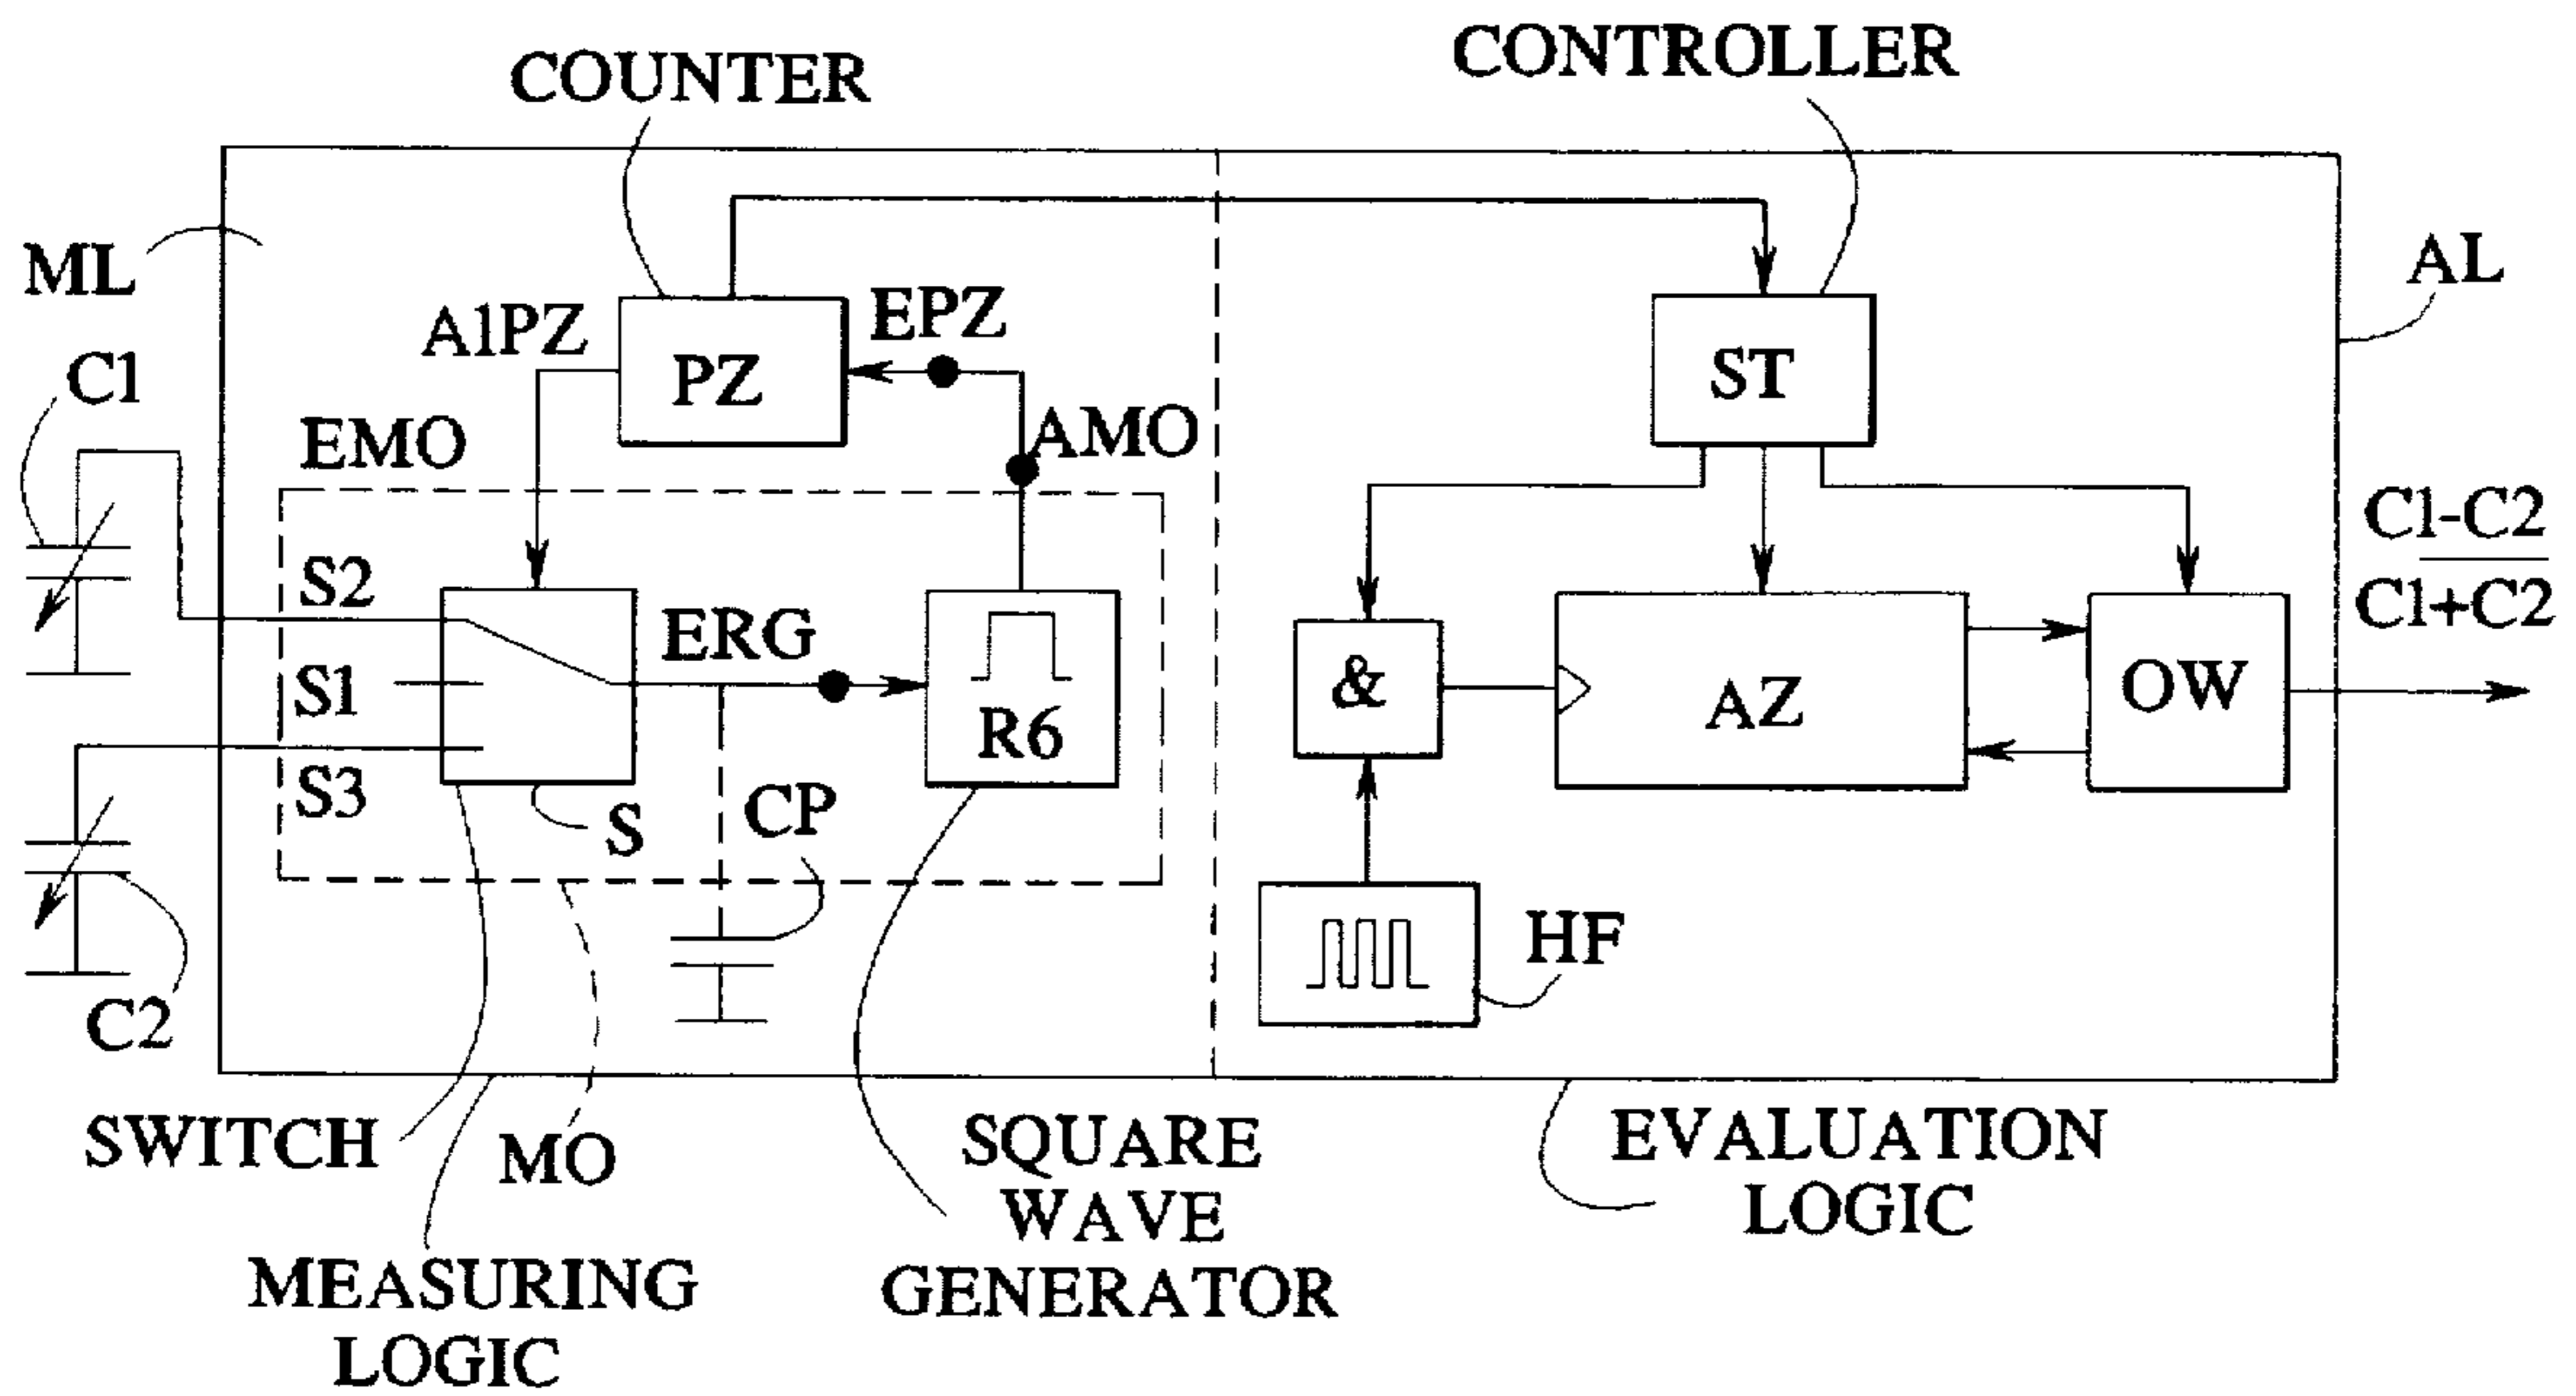 COUNTER
CONTROLLER
ML
AL
A1PZ
EPZ
PZ
ST
C1
EMO
AMO
C1-C2
C1+C2
S2
S1
S3
ERG
R6
&
AZ
OW
S
CP
HF
C2
SWITCH
MO
MEASURING
LOGIC
SQUARE
WAVE
GENERATOR
EVALUATION
LOGIC